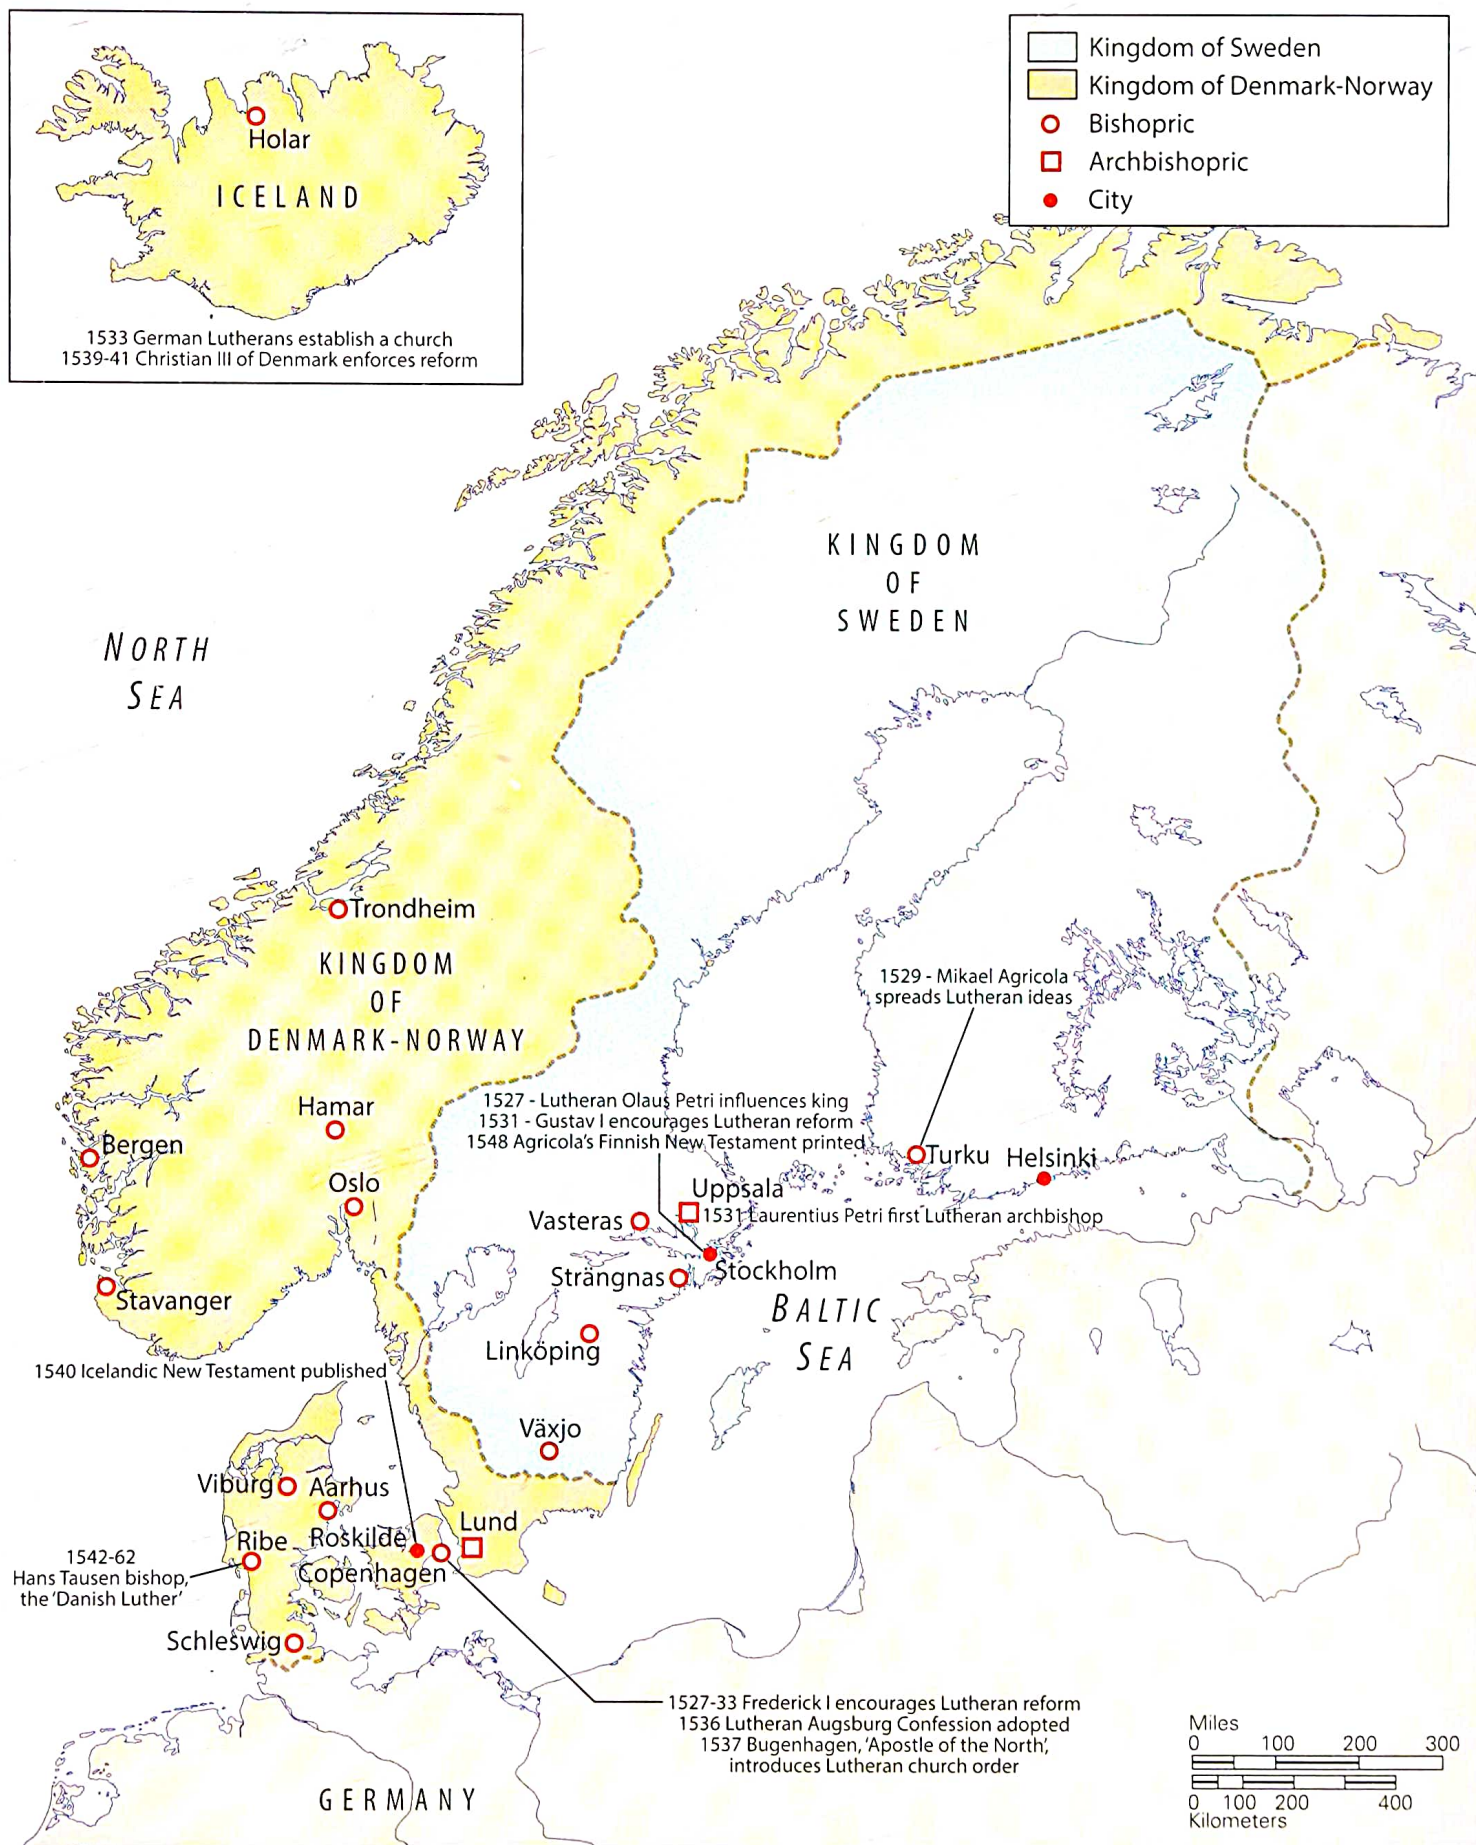 Holar
ICELAND
1533 German Lutherans establish a church
1539-41 Christian III of Denmark enforces reform
Kingdom of Sweden
Kingdom of Denmark-Norway
Bishopric
Archbishopric
City
KINGDOM
OF
SWEDEN
NORTH
SEA
Trondheim
KINGDOM
OF
DENMARK-NORWAY
1529 - Mikael Agricola
spreads Lutheran ideas
Hamar
Bergen
Oslo
Stavanger
1527 - Lutheran Olaus Petri influences king
1531 - Gustav I encourages Lutheran reform
1548 Agricola's Finnish New Testament printed
Turku
Helsinki
Uppsala
1531 Laurentius Petri first Lutheran archbishop
Vasteras
Stockholm
Strängnas
BALTIC
SEA
Linköping
1540 Icelandic New Testament published
Växjo
Viburg
Aarhus
Lund
Ribe
Roskilde
Copenhagen
1542-62
Hans Tausen bishop,
the 'Danish Luther'
Schleswig
1527-33 Frederick I encourages Lutheran reform
1536 Lutheran Augsburg Confession adopted
1537 Bugenhagen, 'Apostle of the North',
introduces Lutheran church order
GERMANY
Miles
0 100 200 300
0 100 200 400
Kilometers